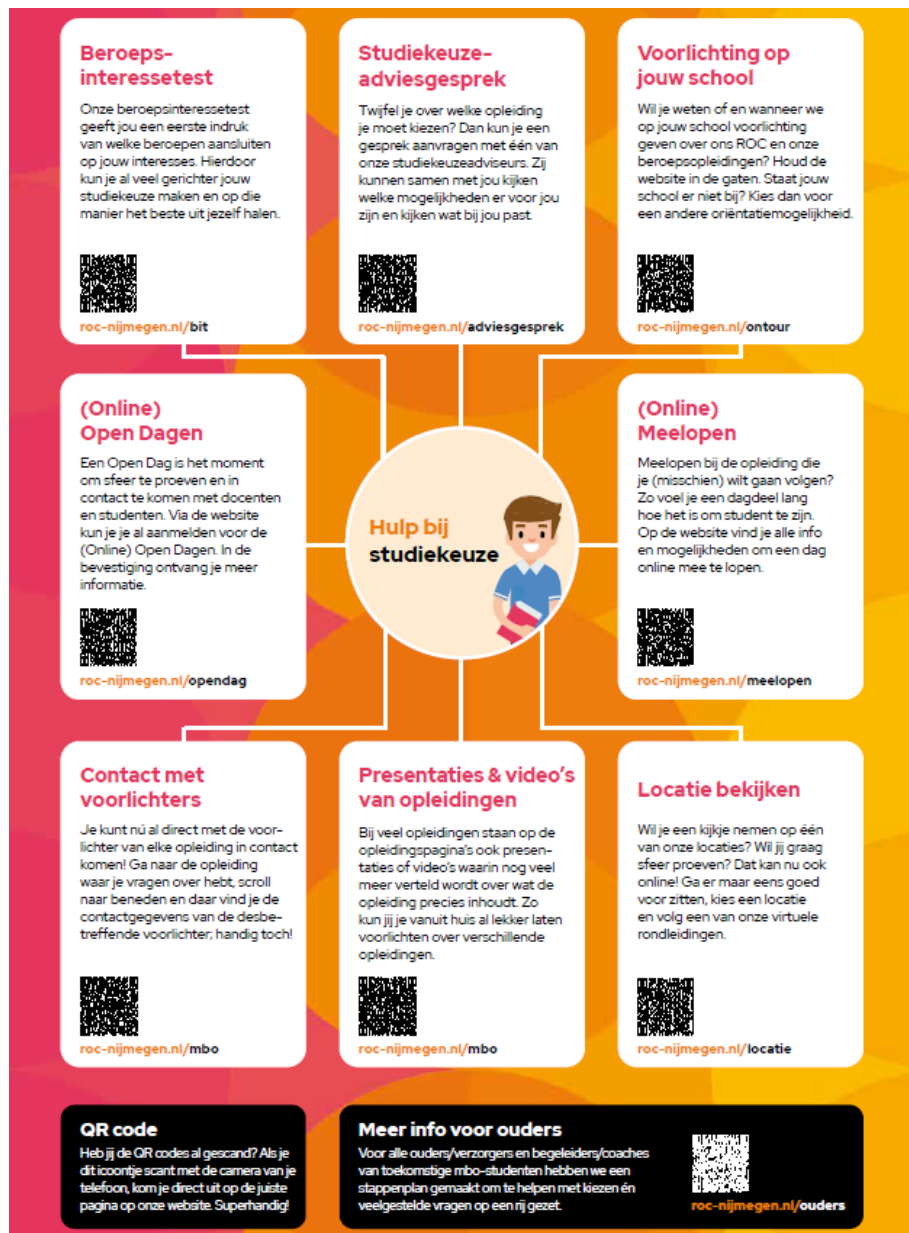 Beroeps-
interessetest
Onze beroepsinteressetest
geeft jou een eerste indruk
van welke beroepen aansluiten
op jouw interesses. Hierdoor
kun je al veel gerichter jouw
studiekeuze maken en op die
manier het beste uit jezelf halen.
roc-nijmegen.nl/bit
Studiekeuze-
adviesgesprek
Twijfel je over welke opleiding
je moet kiezen? Dan kun je een
gesprek aanvragen met één van
onze studiekeuzeadviseurs. Zij
kunnen samen met jou kijken
welke mogelijkheden er voor jou
zijn en kijken wat bij jou past.
roc-nijmegen.nl/adviesgesprek
Voorlichting op
jouw school
Wil je weten of en wanneer we
op jouw school voorlichting
geven over ons ROC en onze
beroepsopleidingen? Houd de
website in de gaten. Staat jouw
school er niet bij? Kies dan voor
een andere oriëntatiemogelijkheid.
roc-nijmegen.nl/ontour
(Online)
Open Dagen
Een Open Dag is het moment
om sfeer te proeven en in
contact te komen met docenten
en studenten. Via de website
kun je je al aanmelden voor de
(Online) Open Dagen. In de
bevestiging ontvang je meer
informatie.
roc-nijmegen.nl/opendag
Hulp bij
studiekeuze
(Online)
Meelopen
Meelopen bij de opleiding die
je (misschien) wilt gaan volgen?
Zo voel je een dagdeel lang
hoe het is om student te zijn.
Op de website vind je alle info
en mogelijkheden om een dag
online mee te lopen.
roc-nijmegen.nl/meelopen
Contact met
voorlichters
Je kunt nú al direct met de voor-
lichter van elke opleiding in contact
komen! Ga naar de opleiding
waar je vragen over hebt, scroll
naar beneden en daar vind je de
contactgegevens van de desbe-
treffende voorlichter; handig toch!
roc-nijmegen.nl/mbo
Presentaties & video's
van opleidingen
Bij veel opleidingen staan op de
opleidingspagina's ook presen-
taties of video's waarin nog veel
meer verteld wordt over wat de
opleiding precies inhoudt. Zo
kun jij je vanuit huis al lekker laten
voorlichten over verschillende
opleidingen.
roc-nijmegen.nl/mbo
Locatie bekijken
Wil je een kijkje nemen op één
van onze locaties? Wil jij graag
sfeer proeven? Dat kan nu ook
online! Ga er maar eens goed
voor zitten, kies een locatie
en volg een van onze virtuele
rondleidingen.
roc-nijmegen.nl/locatie
QR code
Heb jij de QR codes al gescand? Als je
dit icoontje scant met de camera van je
telefoon, kom je direct uit op de juiste
pagina op onze website. Superhandig!
Meer info voor ouders
Voor alle ouders/verzorgers en begeleiders/coaches
van toekomstige mbo-studenten hebben we een
stappenplan gemaakt om te helpen met kiezen én
veelgestelde vragen op een rij gezet.
roc-nijmegen.nl/ouders